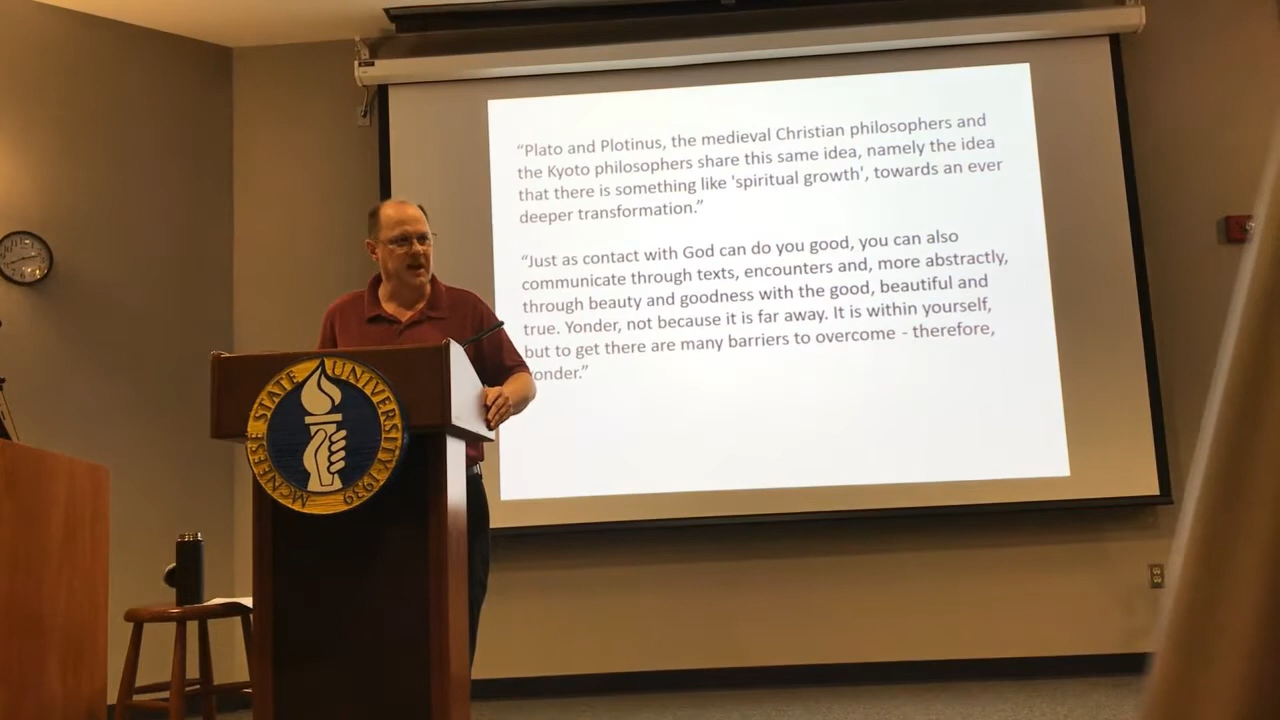 “Plato and Plotinus, the medieval Christian philosophers and
the Kyoto philosophers share this same idea, namely the idea
that there is something like 'spiritual growth', towards an ever
deeper transformation.”
“Just as contact with God can do you good, you can also
communicate through texts, encounters and, more abstractly,
through beauty and goodness with the good, beautiful and
true. Yonder, not because it is far away. It is within yourself,
but to get there are many barriers to overcome - therefore,
yonder.”
MCNEESE STATE UNIVERSITY·1939